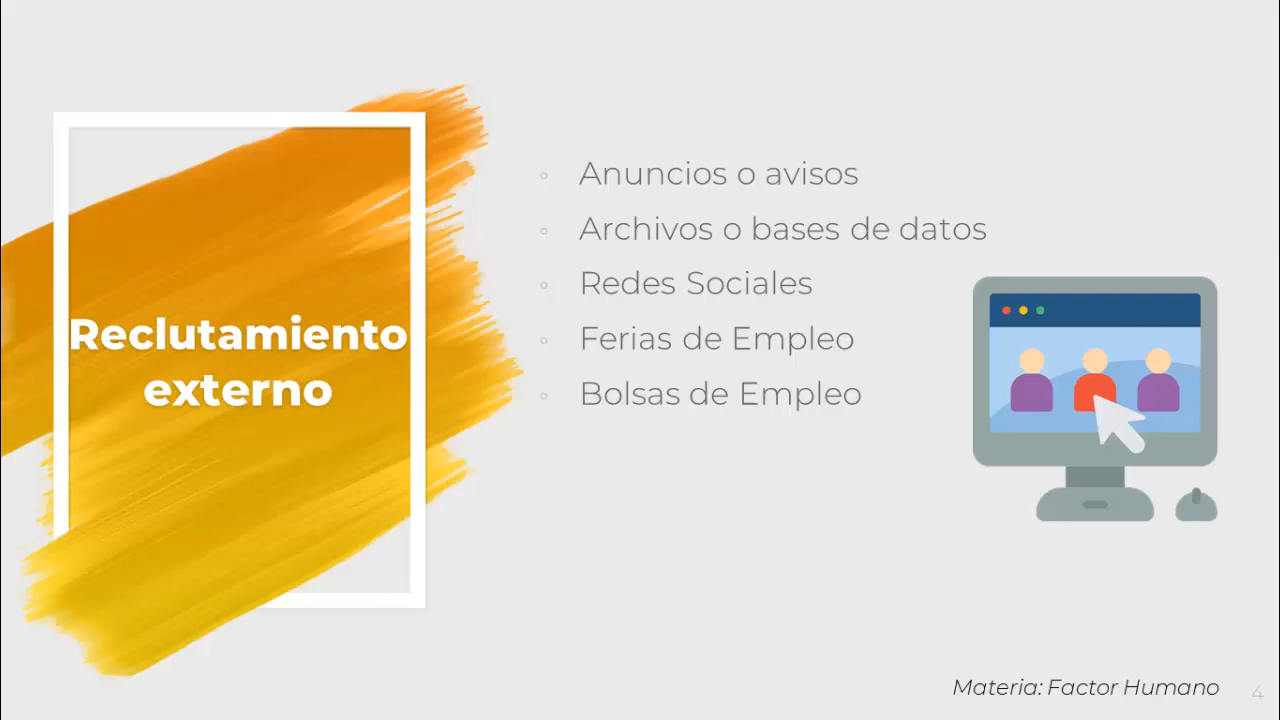 Reclutamiento
externo
Anuncios o avisos
Archivos o bases de datos
Redes Sociales
Ferias de Empleo
Bolsas de Empleo
Materia: Factor Humano
4